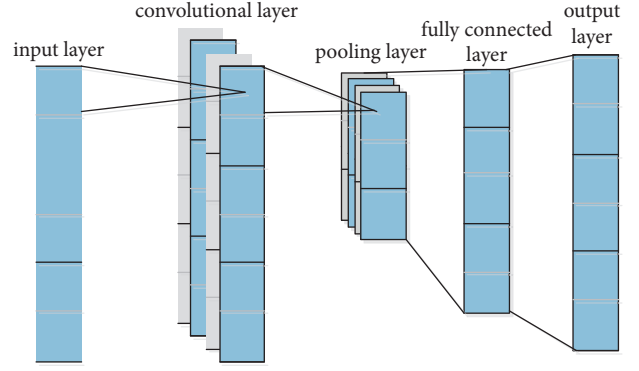 input layer
convolutional layer
pooling layer
fully connected
layer
output
layer